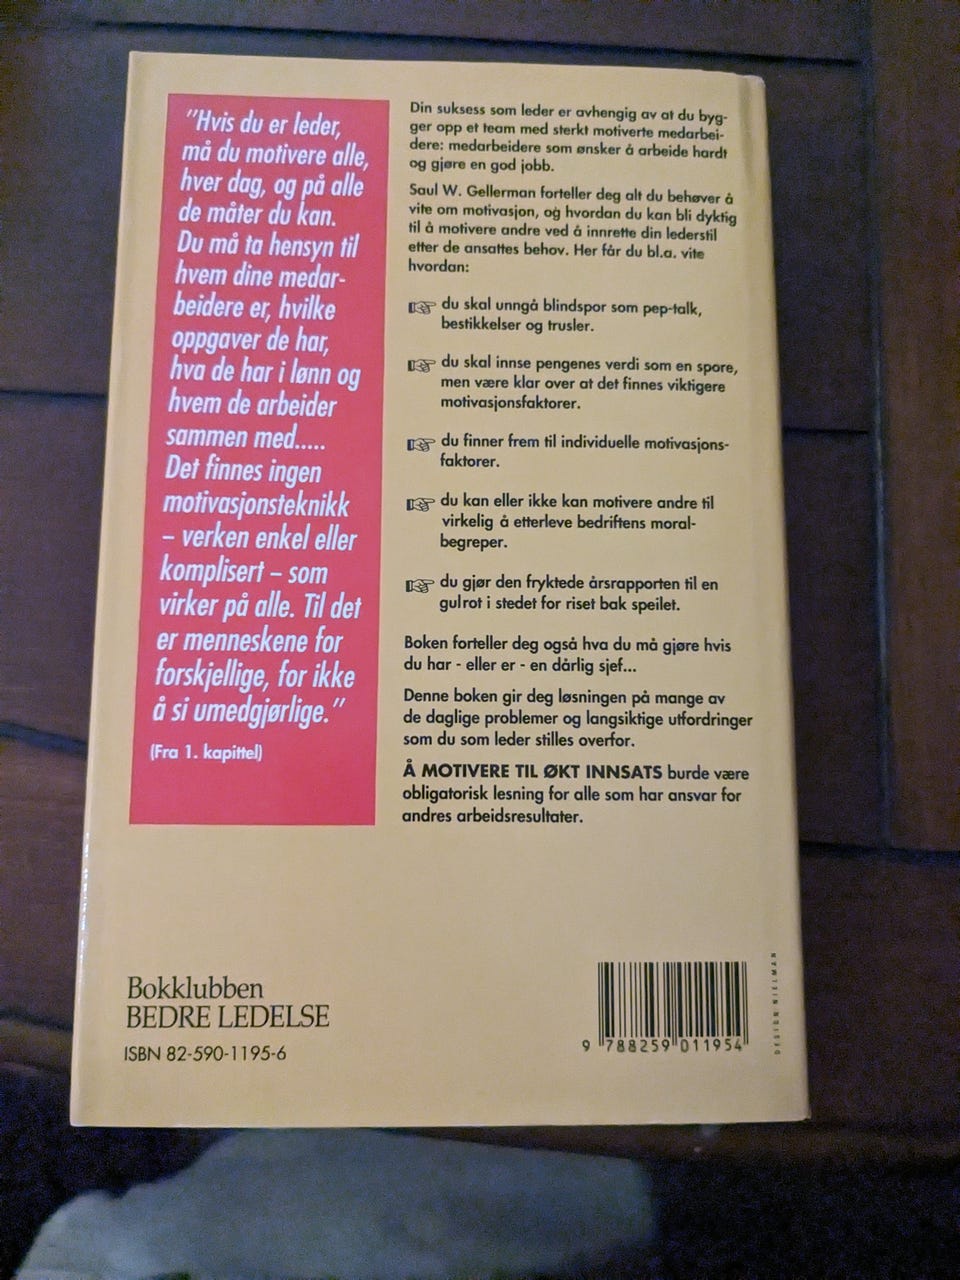 "Hvis du er leder,
må du motivere alle,
hver dag, og på alle
de måter du kan.
Du må ta hensyn til
hvem dine medar-
beidere er, hvilke
oppgaver de har,
hva de har i lønn og
hvem de arbeider
sammen med.....
Det finnes ingen
motivasjonsteknikk
– verken enkel eller
komplisert – som
virker på alle. Til det
er menneskene for
forskjellige, for ikke
å si umedgjørlige."
(Fra 1. kapittel)
Din suksess som leder er avhengig av at du byg-
ger opp et team med sterkt motiverte medarbei-
dere: medarbeidere som ønsker å arbeide hardt
og gjøre en god jobb.
Saul W. Gellerman forteller deg alt du behøver å
vite om motivasjon, og hvordan du kan bli dyktig
til å motivere andre ved å innrette din lederstil
etter de ansattes behov. Her får du bl.a. vite
hvordan:
du skal unngå blindspor som pep-talk,
bestikkelser og trusler.
du skal innse pengenes verdi som en spore,
men være klar over at det finnes viktigere
motivasjonsfaktorer.
du finner frem til individuelle motivasjons-
faktorer.
du kan eller ikke kan motivere andre til
virkelig å etterleve bedriftens moral-
begreper.
du gjør den fryktede årsrapporten til en
gulrot i stedet for riset bak speilet.
Boken forteller deg også hva du må gjøre hvis
du har - eller er - en dårlig sjef...
Denne boken gir deg løsningen på mange av
de daglige problemer og langsiktige utfordringer
som du som leder stilles overfor.
Å MOTIVERE TIL ØKT INNSATS burde være
obligatorisk lesning for alle som har ansvar for
andres arbeidsresultater.
Bokklubben
BEDRE LEDELSE
ISBN 82-590-1195-6
9 788259 011954
DESIGN NIELMAN